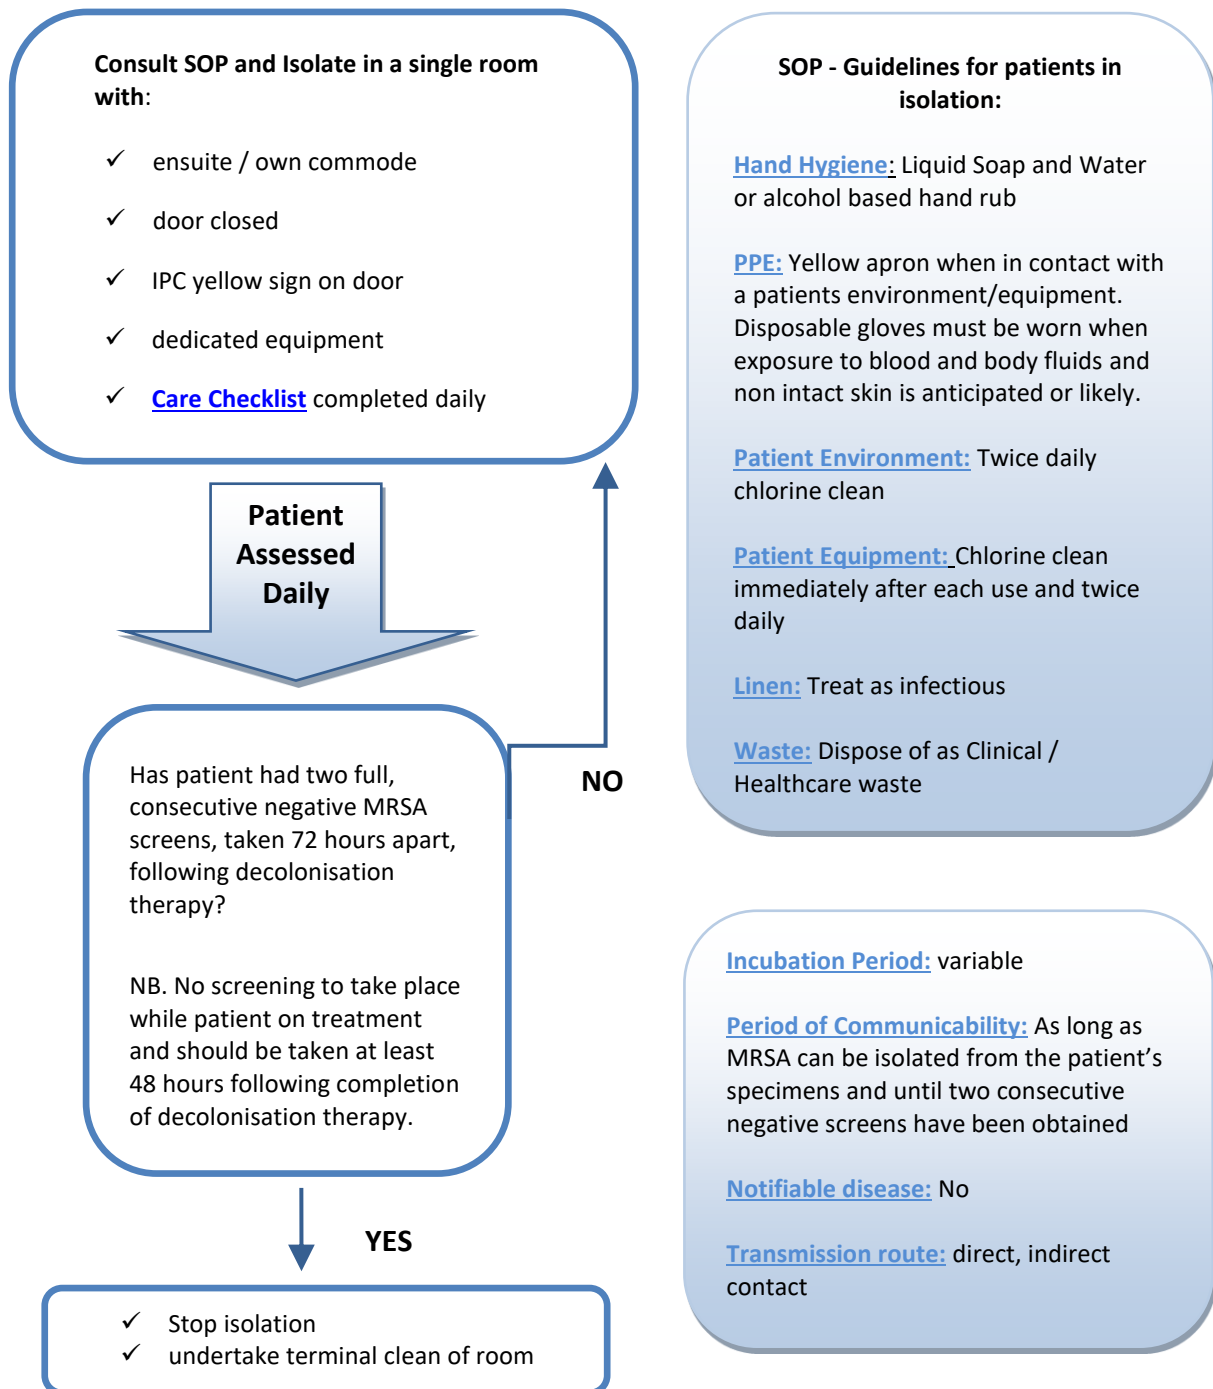 Consult SOP and Isolate in a single room
with:
✓ ensuite / own commode
✓ door closed
✓ IPC yellow sign on door
✓ dedicated equipment
✓ Care Checklist completed daily
Patient
Assessed
Daily
Has patient had two full,
consecutive negative MRSA
screens, taken 72 hours apart,
following decolonisation
therapy?
NB. No screening to take place
while patient on treatment
and should be taken at least
48 hours following completion
of decolonisation therapy.
NO
YES
✓ Stop isolation
✓ undertake terminal clean of room
SOP - Guidelines for patients in
isolation:
Hand Hygiene: Liquid Soap and Water
or alcohol based hand rub
PPE: Yellow apron when in contact with
a patients environment/equipment.
Disposable gloves must be worn when
exposure to blood and body fluids and
non intact skin is anticipated or likely.
Patient Environment: Twice daily
chlorine clean
Patient Equipment: Chlorine clean
immediately after each use and twice
daily
Linen: Treat as infectious
Waste: Dispose of as Clinical /
Healthcare waste
Incubation Period: variable
Period of Communicability: As long as
MRSA can be isolated from the patient’s
specimens and until two consecutive
negative screens have been obtained
Notifiable disease: No
Transmission route: direct, indirect
contact